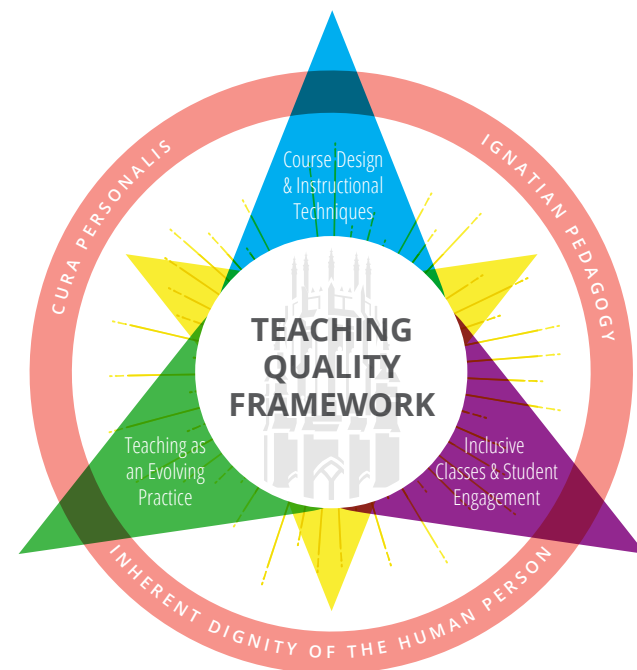 CURA PERSONALIS
IGNATIAN PEDAGOGY
Course Design
& Instructional
Techniques
TEACHING
QUALITY
FRAMEWORK
Teaching as
an Evolving
Practice
Inclusive
Classes & Student
Engagement
INHERENT DIGNITY OF THE HUMAN PERSON